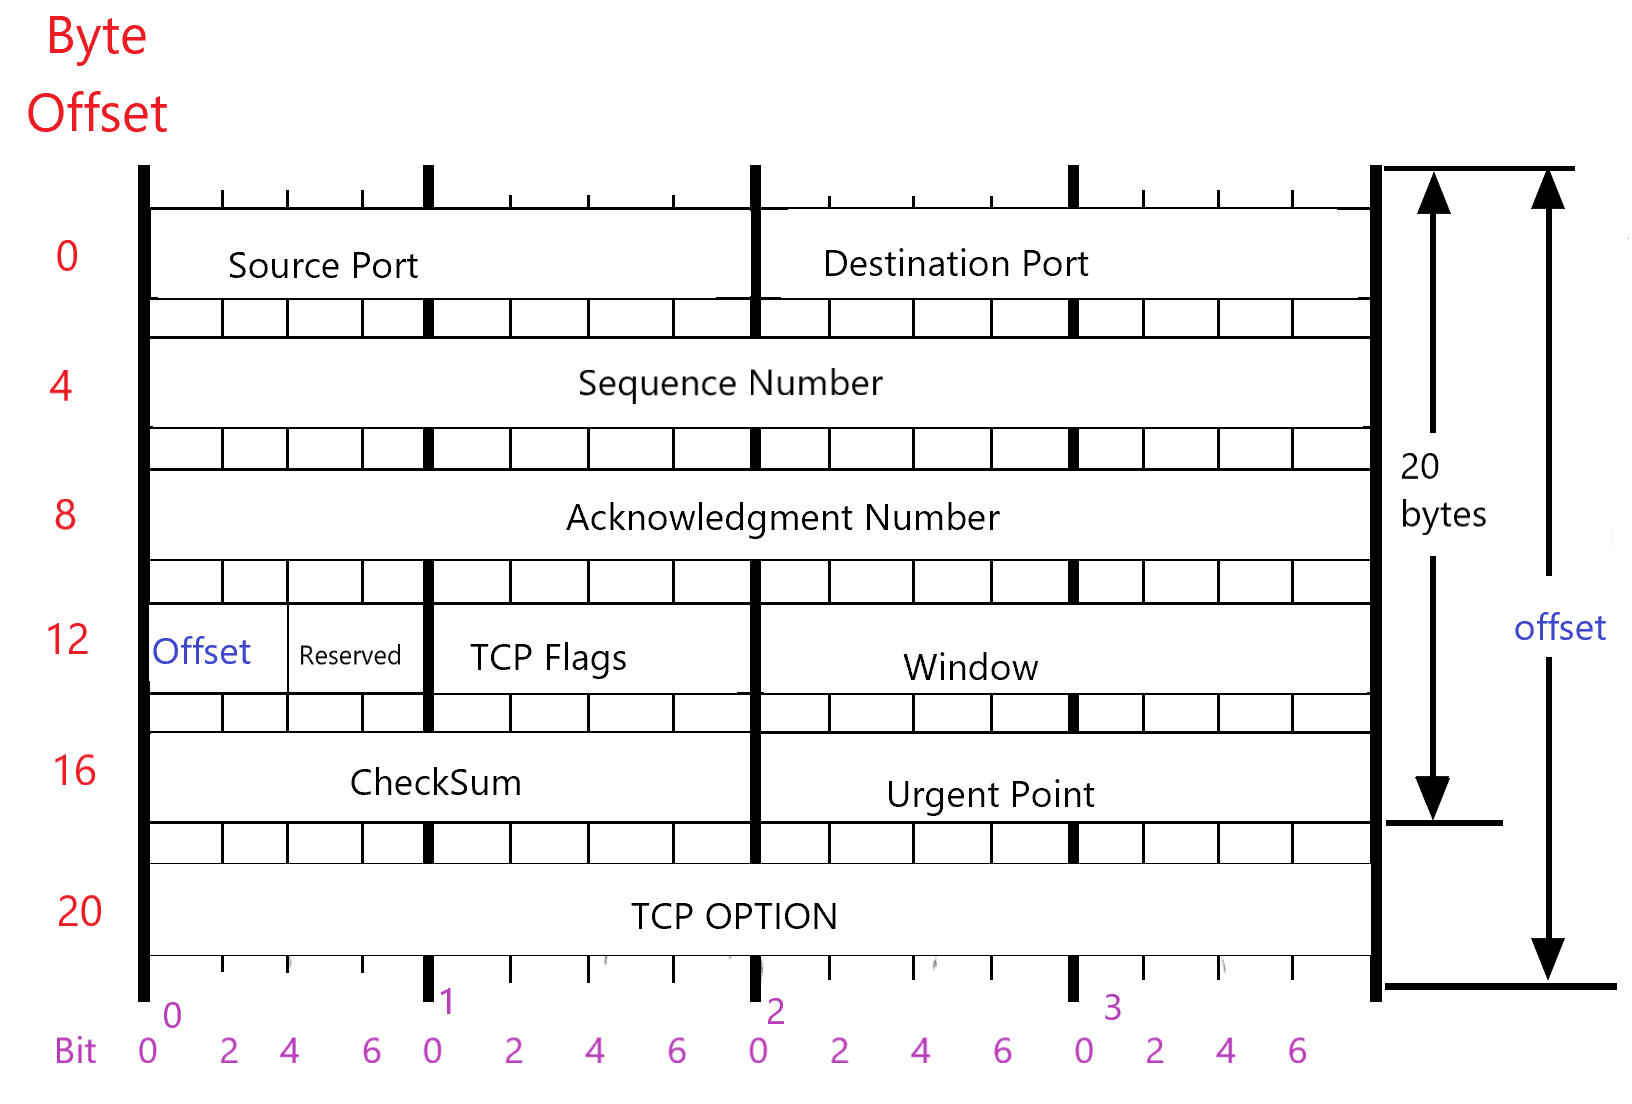 Byte
Offset
0
Source Port
Destination Port
4
Sequence Number
20
bytes
8
Acknowledgment Number
12
Offset
Reserved
TCP Flags
Window
offset
16
CheckSum
Urgent Point
20
TCP OPTION
0 1 2 3
Bit 0 2 4 6 0 2 4 6 0 2 4 6 0 2 4 6